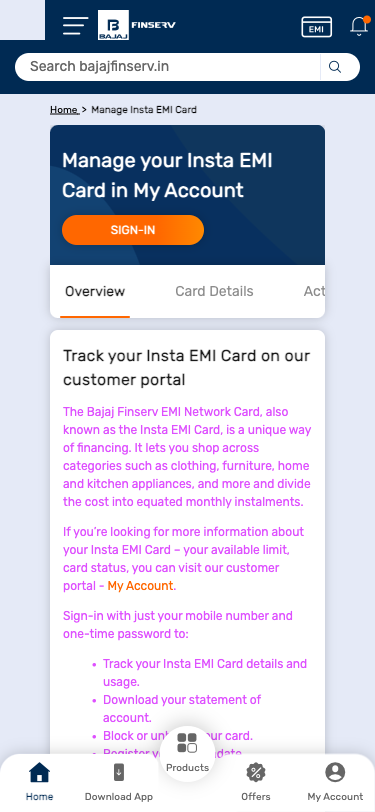 BAJAJ FINSERV
EMI
Search bajajfinserv.in
Home > Manage Insta EMI Card
Manage your Insta EMI
Card in My Account
SIGN-IN
Overview Card Details Act
Track your Insta EMI Card on our
customer portal
The Bajaj Finserv EMI Network Card, also
known as the Insta EMI Card, is a unique way
of financing. It lets you shop across
categories such as clothing, furniture, home
and kitchen appliances, and more and divide
the cost into equated monthly instalments.
If you’re looking for more information about
your Insta EMI Card – your available limit,
card status, you can visit our customer
portal - My Account.
Sign-in with just your mobile number and
one-time password to:
• Track your Insta EMI Card details and
usage.
• Download your statement of
account.
• Block or your card.
• Register
Products
Home Download App Offers My Account